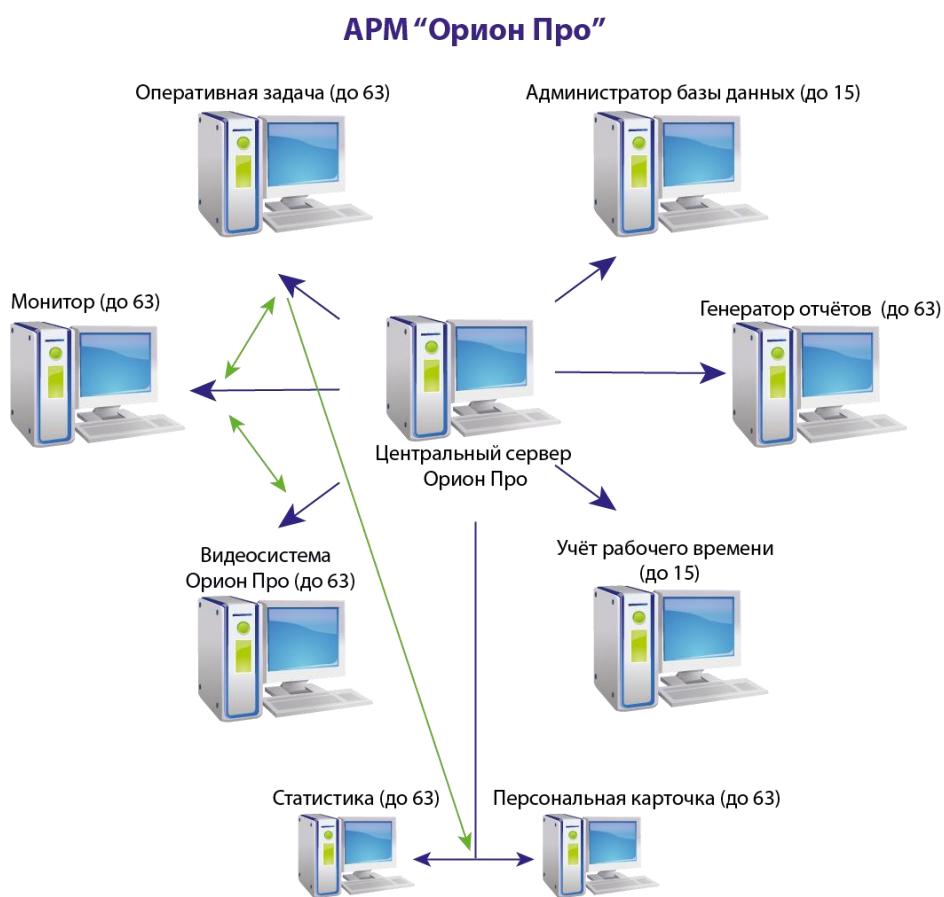 АРМ “Орион Про”
Оперативная задача (до 63)
Администратор базы данных (до 15)
Монитор (до 63)
Генератор отчётов (до 63)
Центральный сервер
Орион Про
Видеосистема
Орион Про (до 63)
Учёт рабочего времени
(до 15)
Статистика (до 63)
Персональная карточка (до 63)